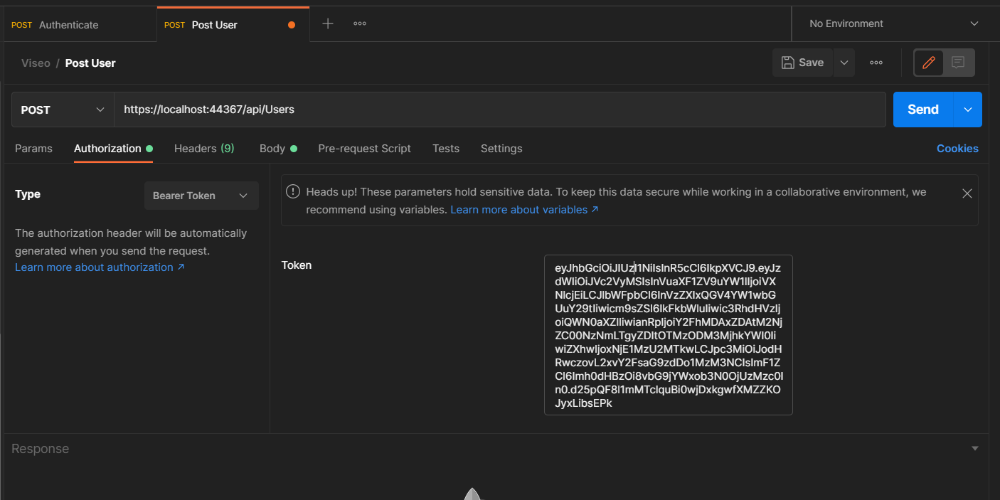 POST Authenticate
POST Post User
No Environment
Viseo / Post User
Save
POST https://localhost:44367/api/Users
Send
Params Authorization Headers (9) Body Pre-request Script Tests Settings Cookies
Type Bearer Token
The authorization header will be automatically
generated when you send the request.
Learn more about authorization ↗
Heads up! These parameters hold sensitive data. To keep this data secure while working in a collaborative environment, we
recommend using variables. Learn more about variables ↗
Token
eyJhbGciOiJIUzI1NiIsInR5cCI6IkpXVCJ9.eyJz
dWIiOiJVc2VyMSIsInVuaXF1ZV9uYW1lIjoiVX
NlcjEiLCJlbWFpbCI6InVzZXIxQGV4YW1wbG
UuY29tIiwicm9sZSI6IkFkbWluIiwic3RhdHVzIj
oiQWN0aXZlIiwianRpIjoiY2FhMDAxZDAtM2Nj
ZC00NzNmLTgyZDItOTMzODM3MjhkYWI0Ii
wiZXhwIjoxNjE1MzU2MTkwLCJpc3MiOiJodH
RwczovL2xvY2FsaG9zdDo1MzM3NCIsImF1Z
CI6Imh0dHBzOi8vbG9jYWxob3N0OjUzMzc0I
n0.d25pQF8I1mMTcIquBi0wjDxkgwfXMZZKO
JyxLibsEPk
Response